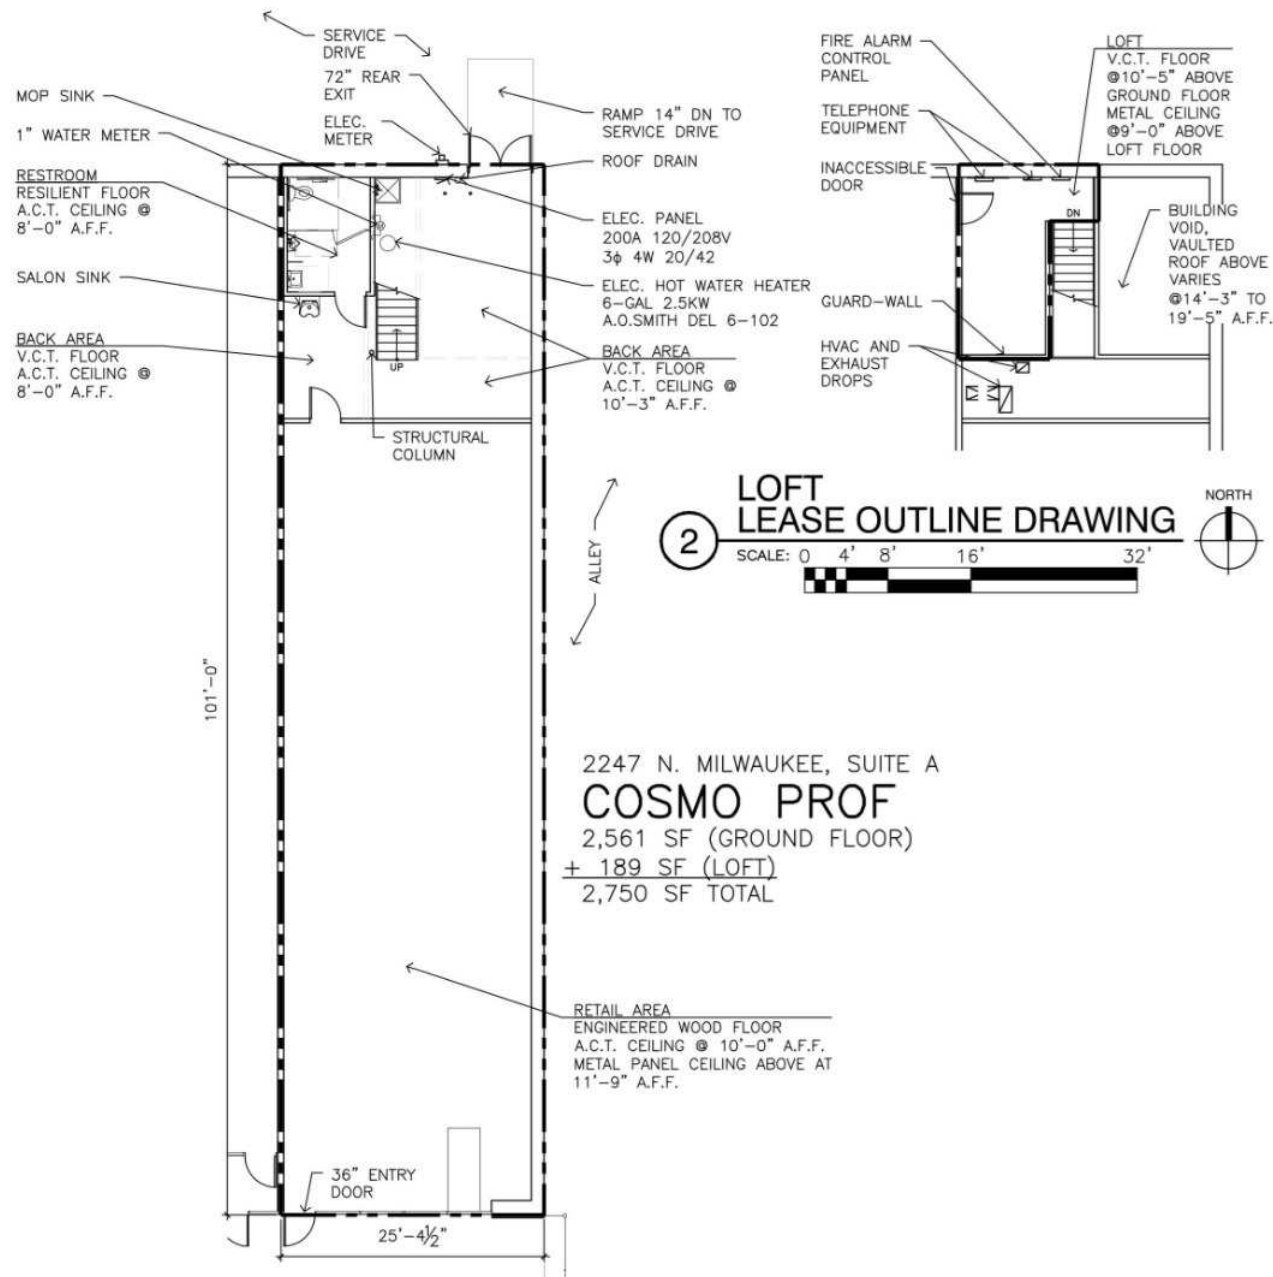 SERVICE
DRIVE
72" REAR
EXIT
ELEC.
METER
MOP SINK
1" WATER METER
RESTROOM
RESILIENT FLOOR
A.C.T. CEILING @
8'-0" A.F.F.
SALON SINK
BACK AREA
V.C.T. FLOOR
A.C.T. CEILING @
8'-0" A.F.F.
RAMP 14" DN TO
SERVICE DRIVE
ROOF DRAIN
ELEC. PANEL
200A 120/208V
3ϕ 4W 20/42
ELEC. HOT WATER HEATER
6-GAL 2.5KW
A.O.SMITH DEL 6-102
BACK AREA
V.C.T. FLOOR
A.C.T. CEILING @
10'-3" A.F.F.
UP
STRUCTURAL
COLUMN
FIRE ALARM
CONTROL
PANEL
TELEPHONE
EQUIPMENT
INACCESSIBLE
DOOR
GUARD-WALL
HVAC AND
EXHAUST
DROPS
LOFT
V.C.T. FLOOR
@10'-5" ABOVE
GROUND FLOOR
METAL CEILING
@9'-0" ABOVE
LOFT FLOOR
DN
BUILDING
VOID,
VAULTED
ROOF ABOVE
VARIES
@14'-3" TO
19'-5" A.F.F.
2
LOFT
LEASE OUTLINE DRAWING
SCALE: 0 4' 8' 16' 32'
NORTH
ALLEY
101'-0"
2247 N. MILWAUKEE, SUITE A
COSMO PROF
2,561 SF (GROUND FLOOR)
+ 189 SF (LOFT)
2,750 SF TOTAL
RETAIL AREA
ENGINEERED WOOD FLOOR
A.C.T. CEILING @ 10'-0" A.F.F.
METAL PANEL CEILING ABOVE AT
11'-9" A.F.F.
36" ENTRY
DOOR
25'-4½"